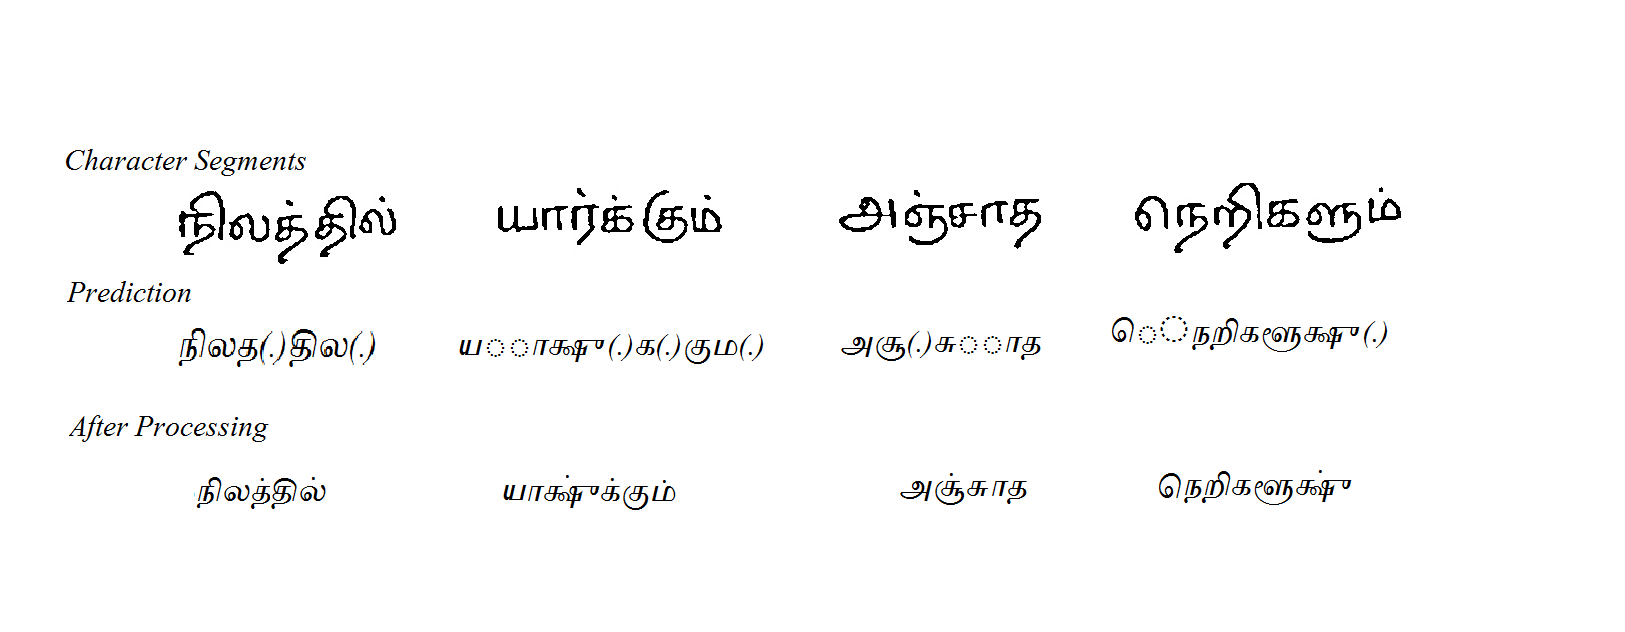 Character Segments
நிலத்தில் யார்க்கும் அஞ்சாத நெறிகளும்
Prediction
நிலத(.)தில(.) ய◌ாக்ஷு(.)க(.)கும(.) அசூ(.)சு◌ாத ெ◌நறிகளூக்ஷு(.)
After Processing
நிலத்தில் யாக்ஷு்க்கும் அசூ்சுாத நெறிகளூக்ஷு்